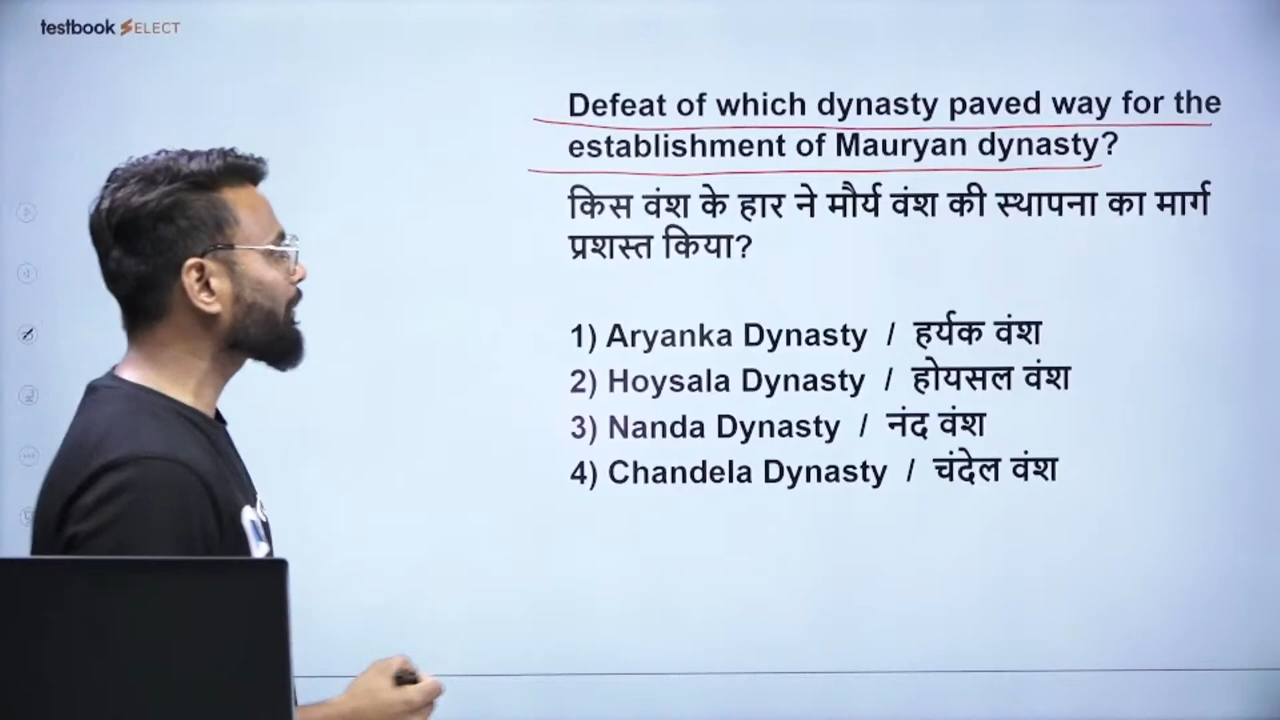 testbook SELECT
Defeat of which dynasty paved way for the
establishment of Mauryan dynasty?
किस वंश के हार ने मौर्य वंश की स्थापना का मार्ग
प्रशस्त किया?
1) Aryanka Dynasty / हर्यक वंश
2) Hoysala Dynasty / होयसल वंश
3) Nanda Dynasty / नंद वंश
4) Chandela Dynasty / चंदेल वंश